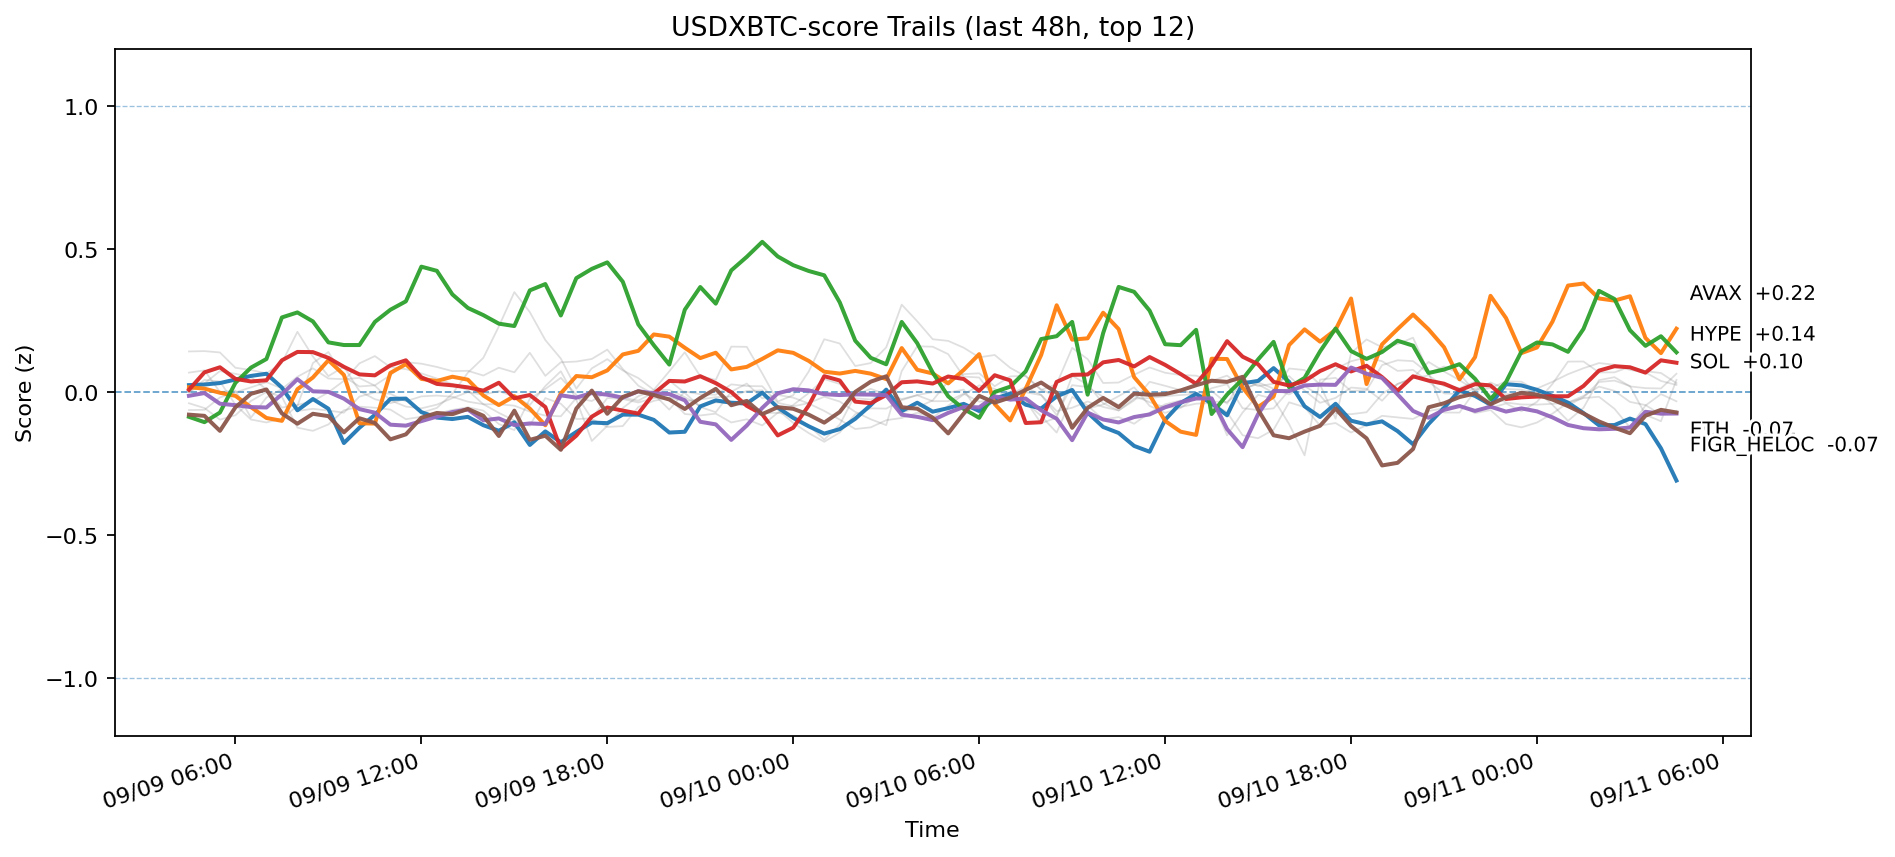 USDXBTC-score Trails (last 48h, top 12)
Score (z)
1.0
0.5
0.0
−0.5
−1.0
AVAX +0.22
HYPE +0.14
SOL +0.10
ETH -0.07
FIGR_HELOC -0.07
09/09 06:00
09/09 12:00
09/09 18:00
09/10 00:00
09/10 06:00
09/10 12:00
09/10 18:00
09/11 00:00
09/11 06:00
Time